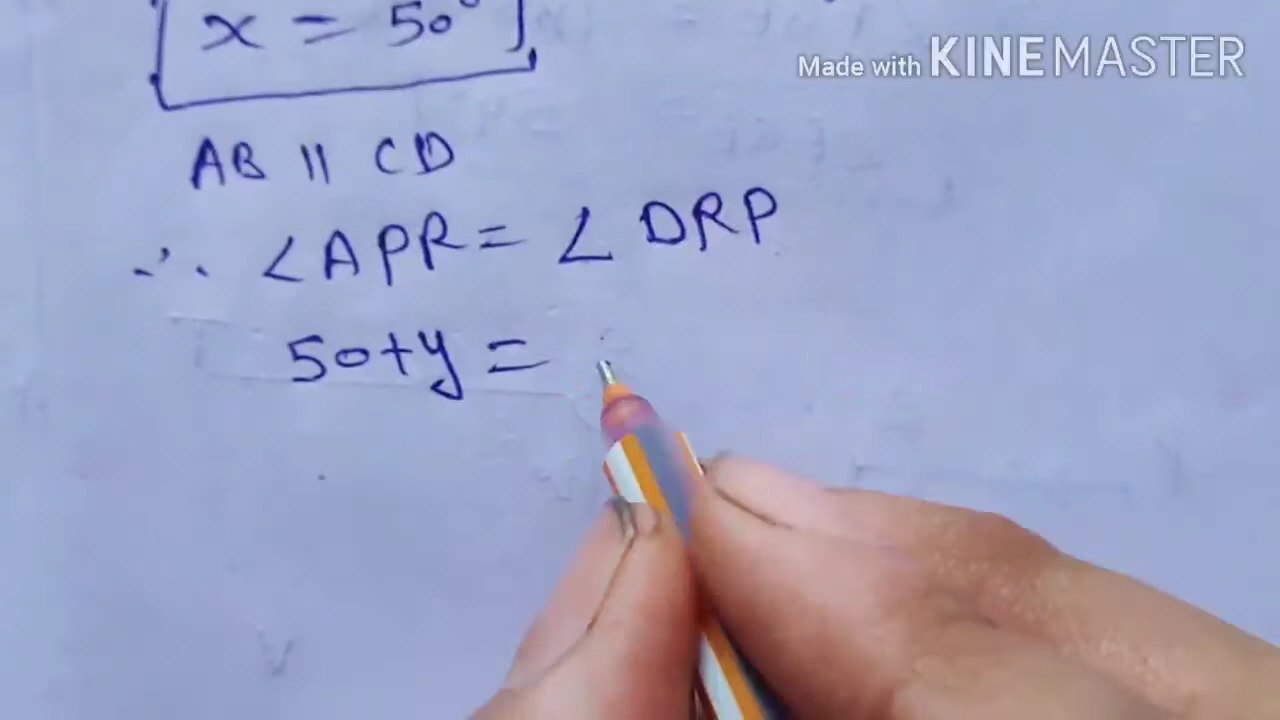 x = 50°
Made with KINEMASTER
AB || CD
∴ ∠APR = ∠DRP
50+y =